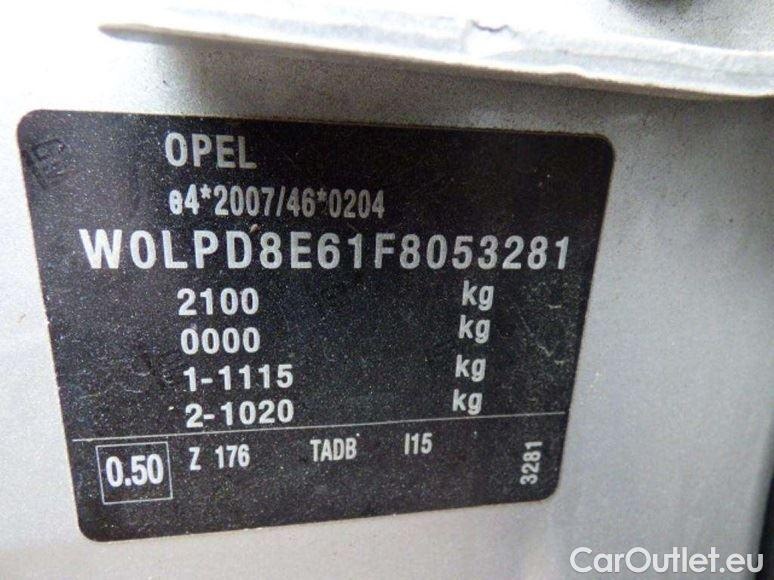 OPEL
e4*2007/46*0204
W0LPD8E61F8053281
2100 kg
0000 kg
1-1115 kg
2-1020 kg
0.50 Z 176 TADB I15 3281
CarOutlet.eu